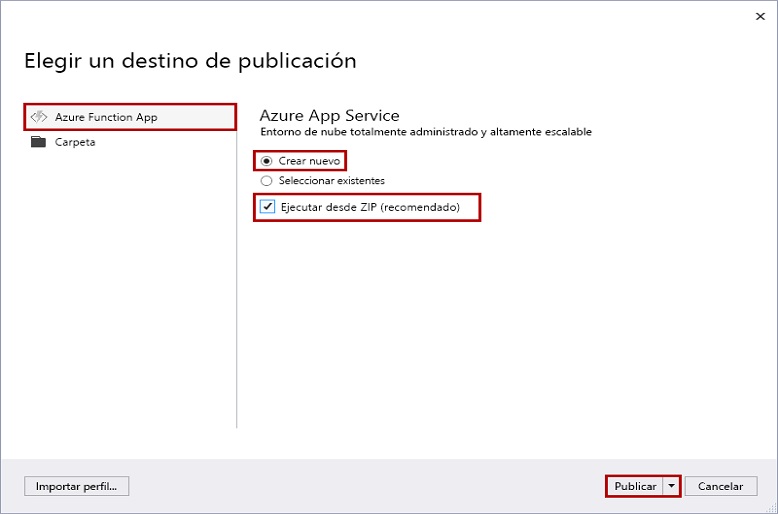 Elegir un destino de publicación
Azure Function App
Carpeta
Azure App Service
Entorno de nube totalmente administrado y altamente escalable
Crear nuevo
Seleccionar existentes
Ejecutar desde ZIP (recomendado)
Importar perfil...
Publicar
Cancelar